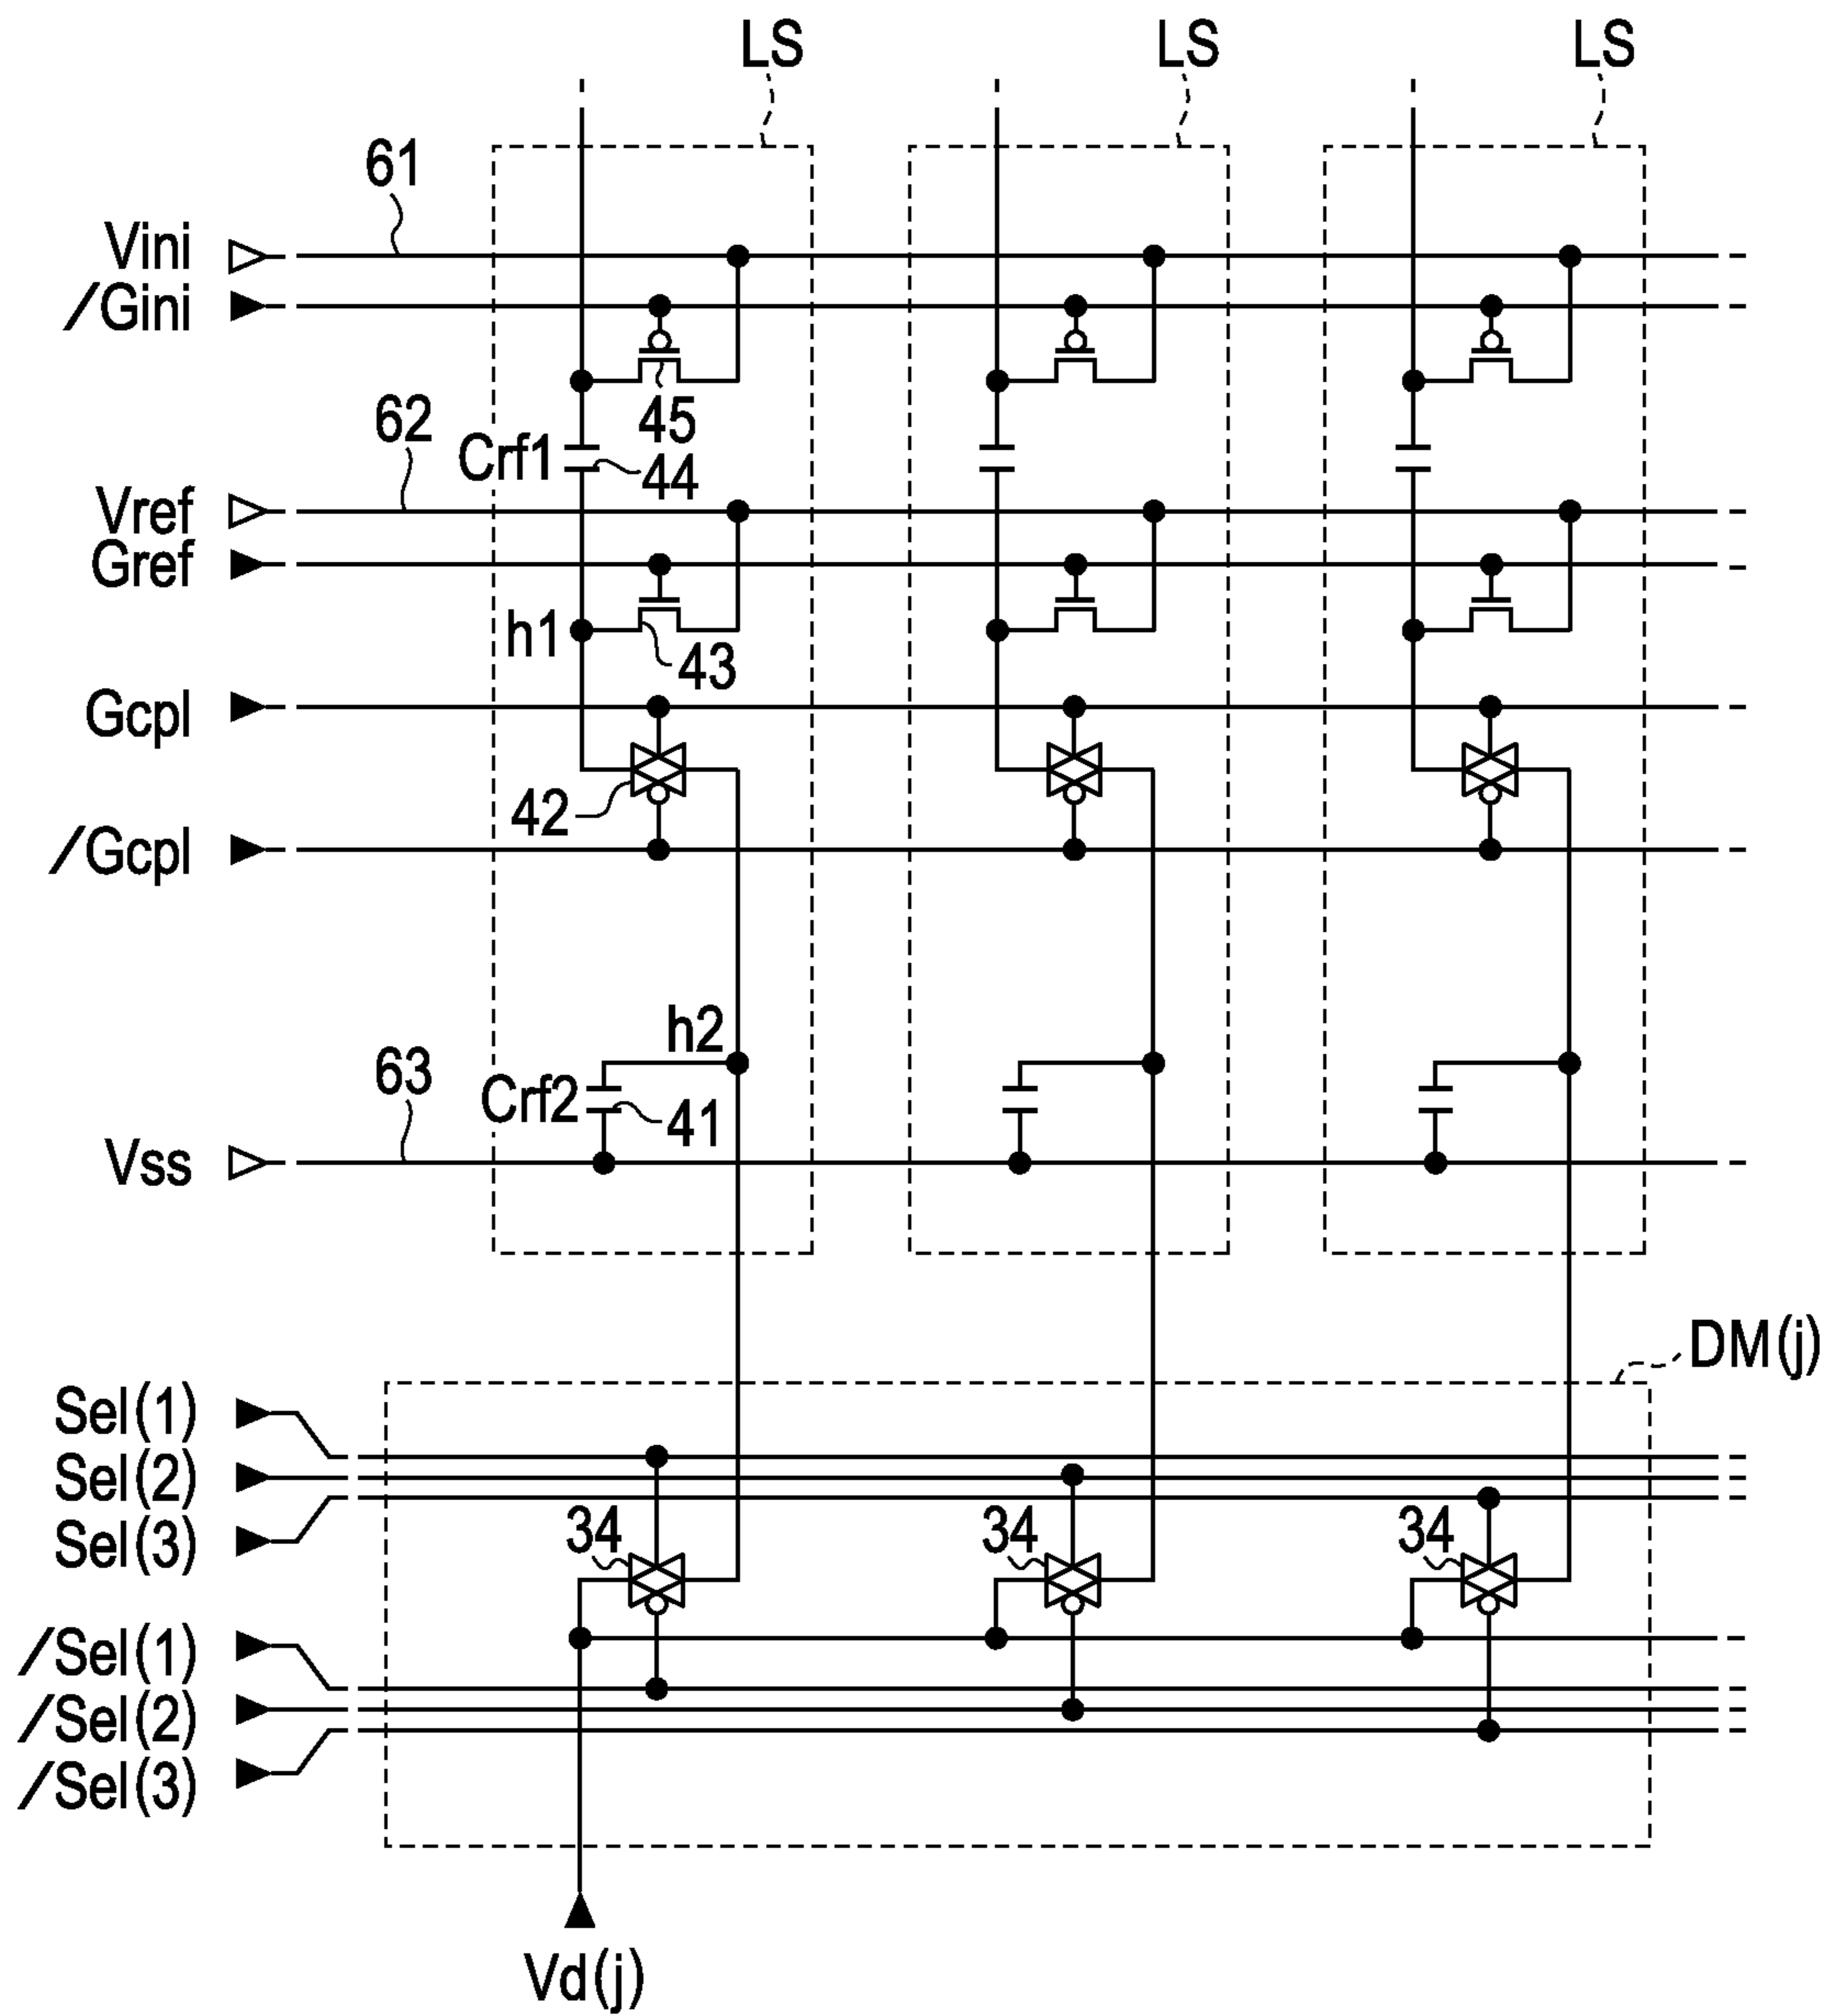 LS LS LS
61
Vini
/Gini
45
62
Crf1 44
Vref
Gref
h1 43
Gcpl
42
/Gcpl
h2
63 Crf2 41
Vss
DM(j)
Sel(1)
Sel(2)
Sel(3)
34 34 34
/Sel(1)
/Sel(2)
/Sel(3)
Vd(j)